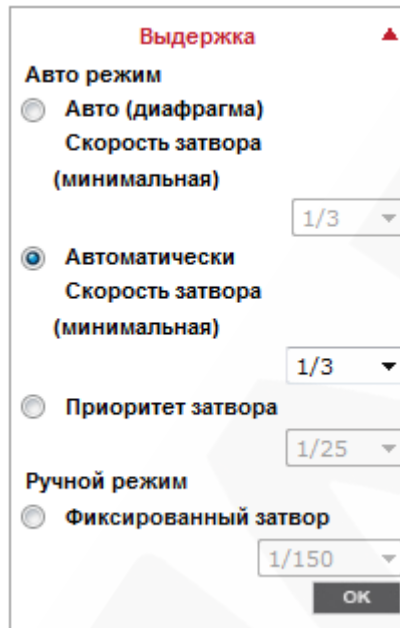 Выдержка
Авто режим
Авто (диафрагма)
Скорость затвора
(минимальная)
1/3
Автоматически
Скорость затвора
(минимальная)
1/3
Приоритет затвора
1/25
Ручной режим
Фиксированный затвор
1/150
OK